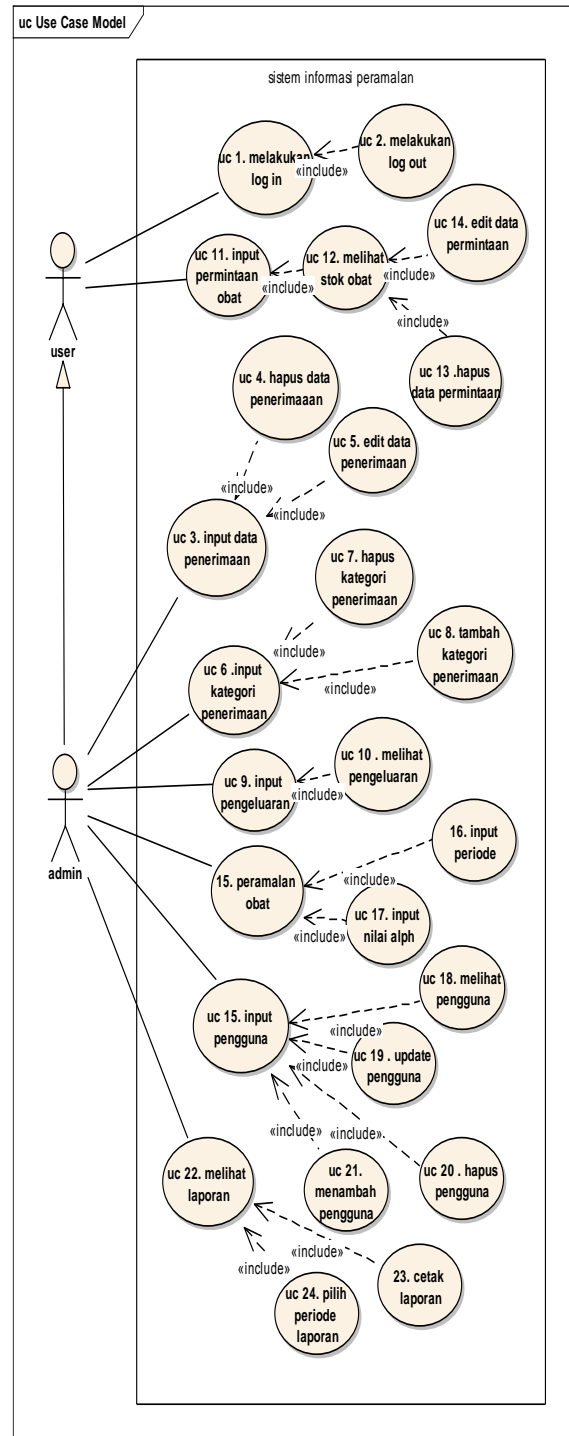 uc Use Case Model
sistem informasi peramalan
uc 1. melakukan
log in
«include»
uc 2. melakukan
log out
user
uc 11. input
permintaan
obat
«include»
uc 12. melihat
stok obat
«include»
uc 14. edit data
permintaan
«include»
uc 13 .hapus
data permintaan
uc 4. hapus data
penerimaaan
«include»
uc 5. edit data
penerimaan
«include»
uc 3. input data
penerimaan
uc 7. hapus
kategori
penerimaan
«include»
uc 8. tambah
kategori
penerimaan
«include»
uc 6 .input
kategori
penerimaan
admin
uc 9. input
pengeluaran
«include»
uc 10 . melihat
pengeluaran
15. peramalan
obat
«include»
16. input
periode
«include»
uc 17. input
nilai alph
uc 15. input
pengguna
«include»
uc 18. melihat
pengguna
«include»
uc 19 . update
pengguna
«include»
uc 21.
menambah
pengguna
«include»
uc 20 . hapus
pengguna
uc 22. melihat
laporan
«include»
23. cetak
laporan
«include»
uc 24. pilih
periode
laporan